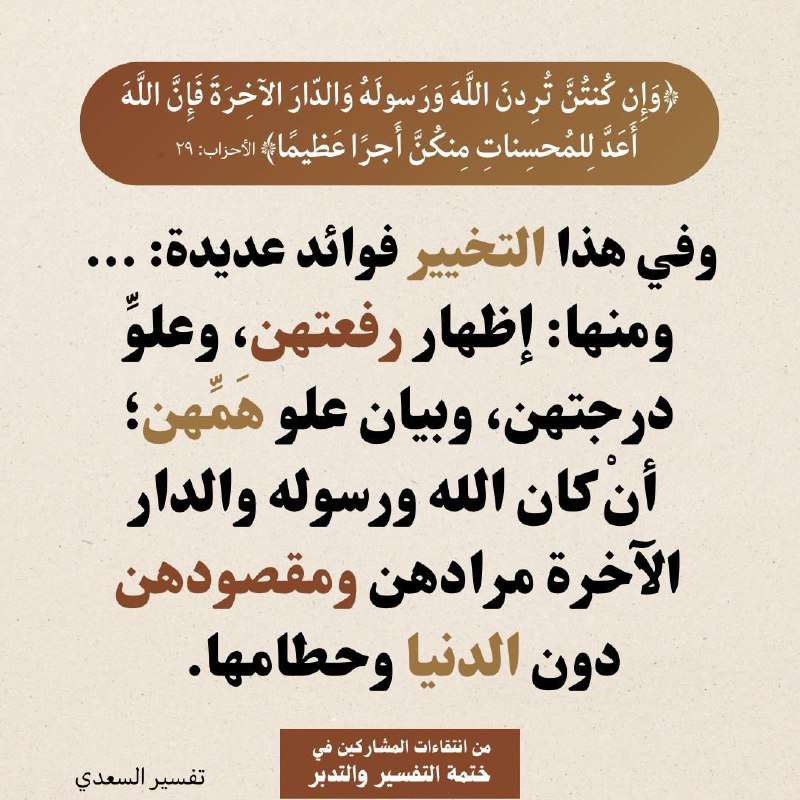 ﴿وَإِن كُنتُنَّ تُرِدنَ اللَّهَ وَرَسولَهُ وَالدّارَ الآخِرَةَ فَإِنَّ اللَّهَ
أَعَدَّ لِلمُحسِناتِ مِنكُنَّ أَجرًا عَظيمًا﴾ الأحزاب: ٢٩
وفي هذا التخيير فوائد عديدة: ...
ومنها: إظهار رفعتهن، وعلوِّ
درجتهن، وبيان علو هَمِّهن؛
أنْ كان الله ورسوله والدار
الآخرة مرادهن ومقصودهن
دون الدنيا وحطامها.
من انتقاءات المشاركين في
ختمة التفسير والتدبر
تفسير السعدي